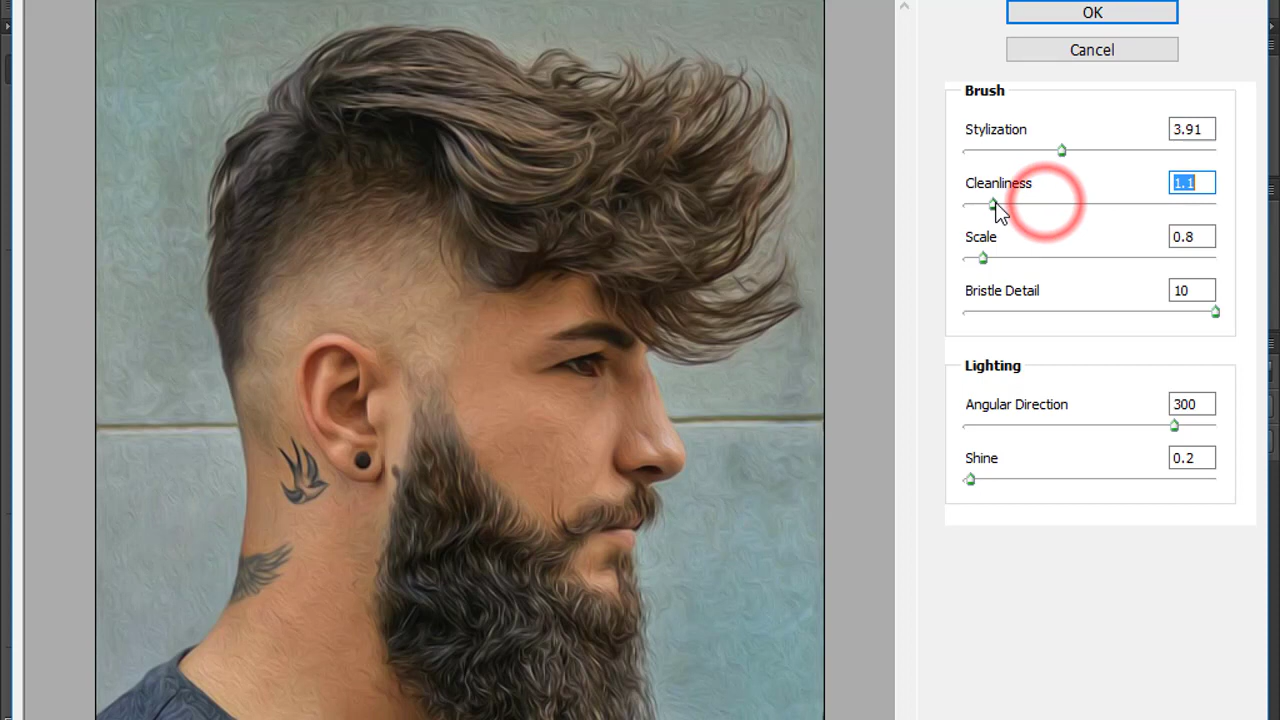 OK
Cancel
Brush
Stylization 3.91
Cleanliness 1.1
Scale 0.8
Bristle Detail 10
Lighting
Angular Direction 300
Shine 0.2